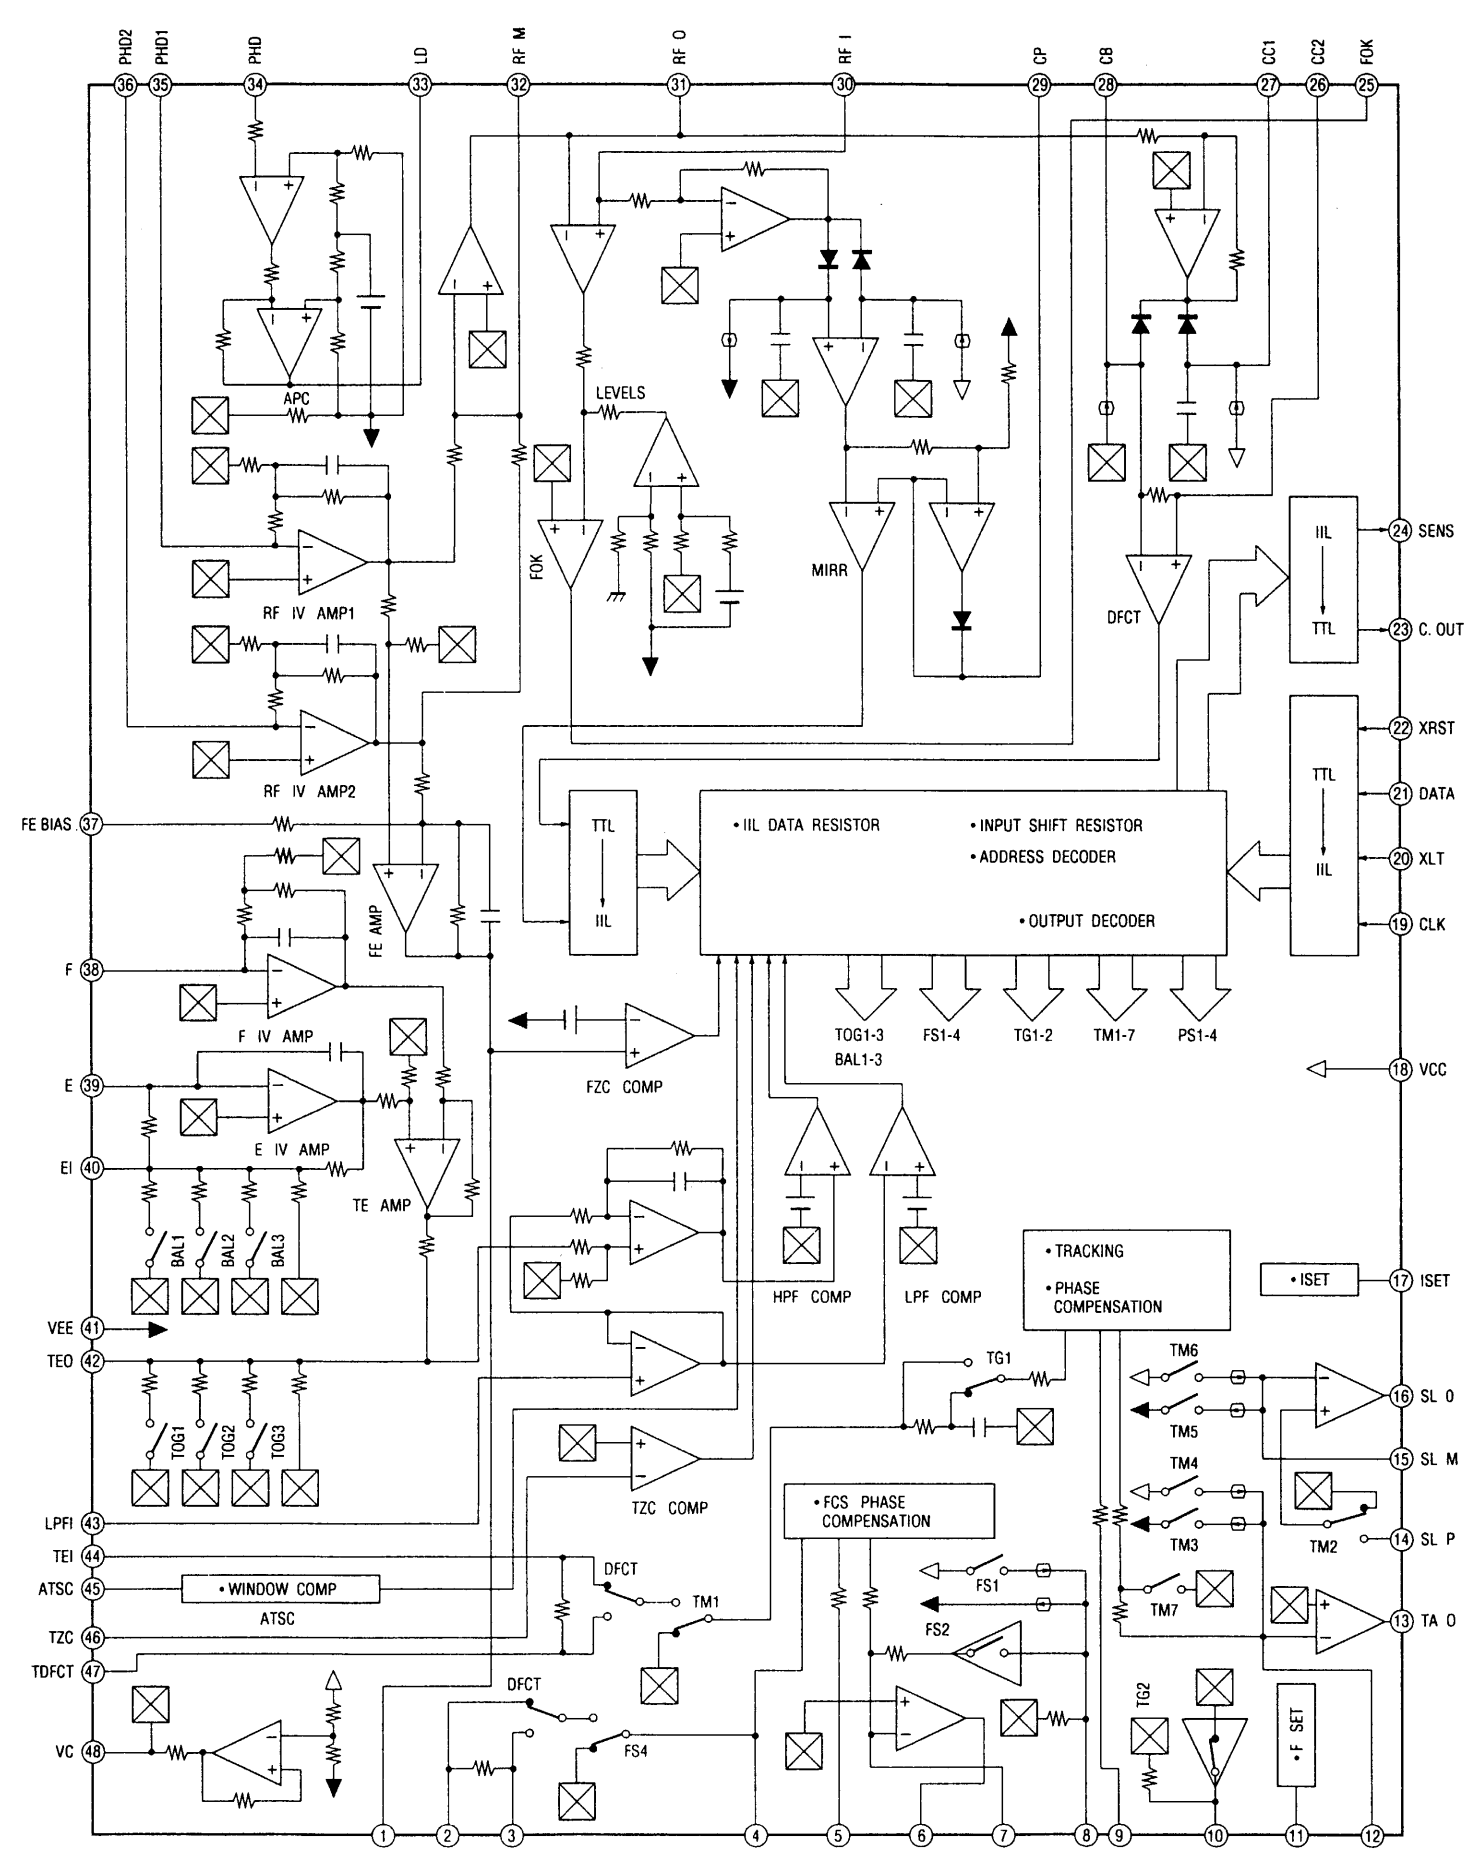 PHD2
PHD1
PHD
LD
RF M
RF O
RF I
CP
CB
CC1
CC2
FOK
36
35
34
33
32
31
30
29
28
27
26
25
APC
LEVELS
RF IV AMP1
FOK
MIRR
DFCT
IIL
TTL
24 SENS
23 C. OUT
RF IV AMP2
FE BIAS 37
TTL
IIL
• IIL DATA RESISTOR
• INPUT SHIFT RESISTOR
• ADDRESS DECODER
• OUTPUT DECODER
TTL
IIL
22 XRST
21 DATA
20 XLT
19 CLK
FE AMP
F 38
F IV AMP
FZC COMP
TOG1-3
BAL1-3
FS1-4
TG1-2
TM1-7
PS1-4
18 VCC
E 39
E IV AMP
EI 40
TE AMP
BAL1
BAL2
BAL3
HPF COMP
LPF COMP
• TRACKING
• PHASE
COMPENSATION
• ISET
17 ISET
VEE 41
TEO 42
TOG1
TOG2
TOG3
TZC COMP
TG1
TM6
TM5
16 SL O
15 SL M
TM4
TM3
TM2
14 SL P
LPFI 43
TEI 44
ATSC 45
• WINDOW COMP
ATSC
TZC 46
TDFCT 47
DFCT
TM1
• FCS PHASE
COMPENSATION
FS1
FS2
TM7
13 TA O
VC 48
DFCT
FS4
TG2
• F SET
1
2
3
4
5
6
7
8
9
10
11
12
- +
- +
- +
- +
- +
- +
+ -
+ -
- +
- +
+ -
- +
- +
+ -
- +
- +
+ -
- +
- +
- +
+ -
- +
- +
- +
- +
+ -
- +
+ -
+ -
- +